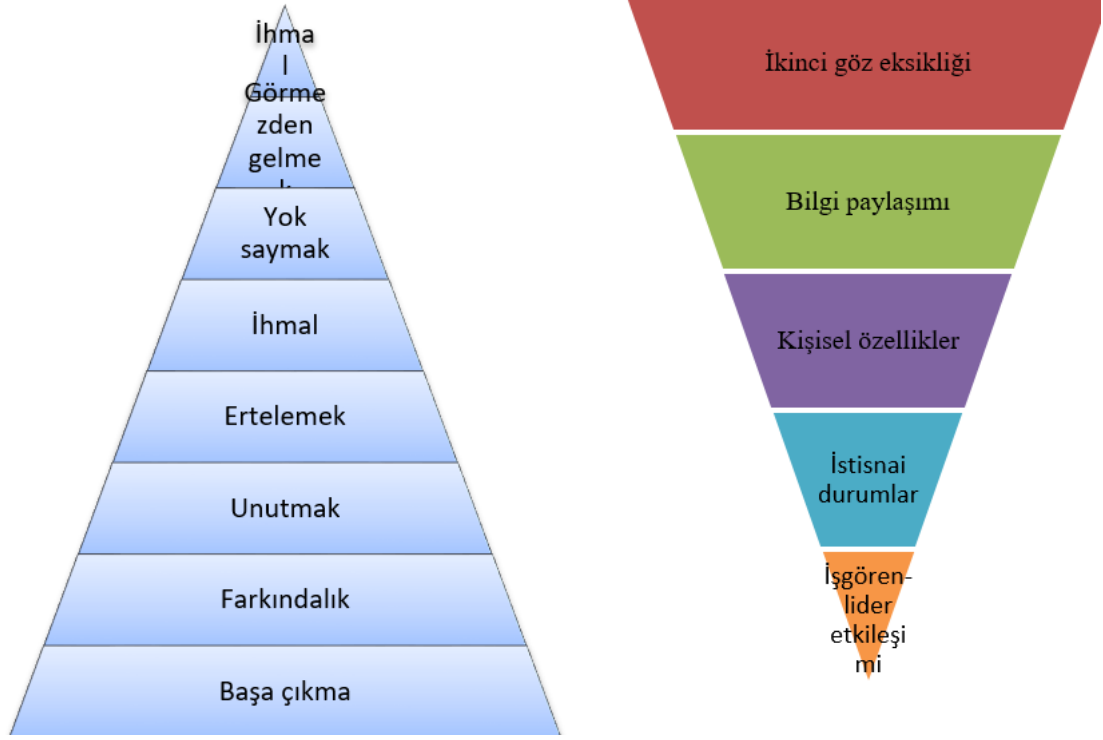 İhma
l
Görme
zden
gelme
k
Yok
saymak
İhmal
Ertelemek
Unutmak
Farkındalık
Başa çıkma
İkinci göz eksikliği
Bilgi paylaşımı
Kişisel özellikler
İstisnai
durumlar
İşgören-
lider
etkileşi
mi